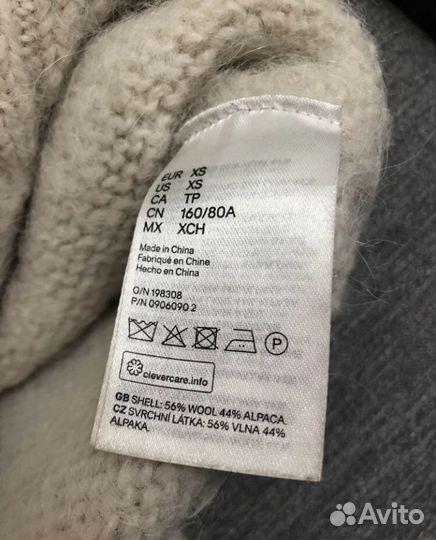 EUR XS
US XS
CA TP
CN 160/80A
MX XCH
Made in China
Fabriqué en Chine
Hecho en China
O/N 198308
P/N 0906090 2
P
clevercare.info
GB SHELL: 56% WOOL 44% ALPACA.
CZ SVRCHNÍ LÁTKA: 56% VLNA 44%
ALPAKA.
Avito